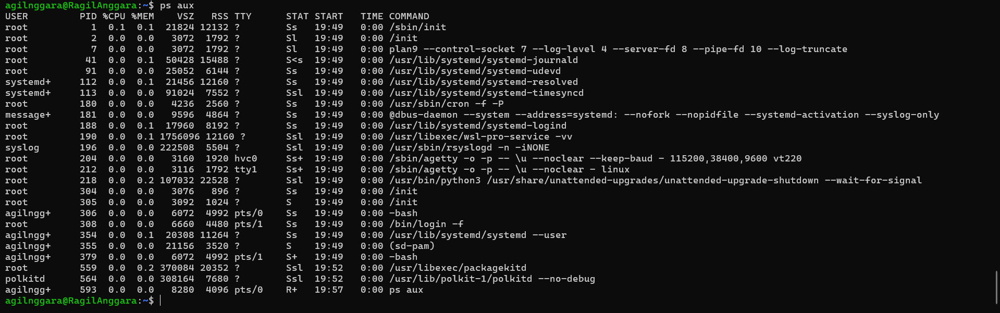 agilnggara@RagilAnggara:~$ ps aux
USER         PID %CPU %MEM    VSZ   RSS TTY      STAT START   TIME COMMAND
root           1  0.1  0.1  21824 12132 ?        Ss   19:49   0:00 /sbin/init
root           2  0.0  0.0   3072  1792 ?        Sl   19:49   0:00 /init
root           7  0.0  0.0   3072  1792 ?        Sl   19:49   0:00 plan9 --control-socket 7 --log-level 4 --server-fd 8 --pipe-fd 10 --log-truncate
root          41  0.0  0.1  50428 15488 ?        S<s  19:49   0:00 /usr/lib/systemd/systemd-journald
root          91  0.0  0.0  25052  6144 ?        Ss   19:49   0:00 /usr/lib/systemd/systemd-udevd
systemd+     112  0.0  0.1  21456 12160 ?        Ss   19:49   0:00 /usr/lib/systemd/systemd-resolved
systemd+     113  0.0  0.0  91024  7552 ?        Ssl  19:49   0:00 /usr/lib/systemd/systemd-timesyncd
root         180  0.0  0.0   4236  2560 ?        Ss   19:49   0:00 /usr/sbin/cron -f -P
message+     181  0.0  0.0   9596  4864 ?        Ss   19:49   0:00 @dbus-daemon --system --address=systemd: --nofork --nopidfile --systemd-activation --syslog-only
root         188  0.0  0.1  17960  8192 ?        Ss   19:49   0:00 /usr/lib/systemd/systemd-logind
root         190  0.0  0.1 1756096 12160 ?       Ssl  19:49   0:00 /usr/libexec/wsl-pro-service -vv
syslog       196  0.0  0.0 222508  5504 ?        Ssl  19:49   0:00 /usr/sbin/rsyslogd -n -iNONE
root         204  0.0  0.0   3160  1920 hvc0     Ss+  19:49   0:00 /sbin/agetty -o -p -- \u --noclear --keep-baud - 115200,38400,9600 vt220
root         212  0.0  0.0   3116  1792 tty1     Ss+  19:49   0:00 /sbin/agetty -o -p -- \u --noclear - linux
root         218  0.0  0.2 107032 22528 ?        Ssl  19:49   0:00 /usr/bin/python3 /usr/share/unattended-upgrades/unattended-upgrade-shutdown --wait-for-signal
root         304  0.0  0.0   3076   896 ?        Ss   19:49   0:00 /init
root         305  0.0  0.0   3092  1024 ?        S    19:49   0:00 /init
agilngg+     306  0.0  0.0   6072  4992 pts/0    Ss   19:49   0:00 -bash
root         308  0.0  0.0   6660  4480 pts/1    Ss   19:49   0:00 /bin/login -f
agilngg+     354  0.0  0.1  20308 11264 ?        Ss   19:49   0:00 /usr/lib/systemd/systemd --user
agilngg+     355  0.0  0.0  21156  3520 ?        S    19:49   0:00 (sd-pam)
agilngg+     379  0.0  0.0   6072  4992 pts/1    S+   19:49   0:00 -bash
root         559  0.0  0.2 370084 20352 ?        Ssl  19:52   0:00 /usr/libexec/packagekitd
polkitd      564  0.0  0.0 308164  7680 ?        Ssl  19:52   0:00 /usr/lib/polkit-1/polkitd --no-debug
agilngg+     593  0.0  0.0   8280  4096 pts/0    R+   19:57   0:00 ps aux
agilnggara@RagilAnggara:~$